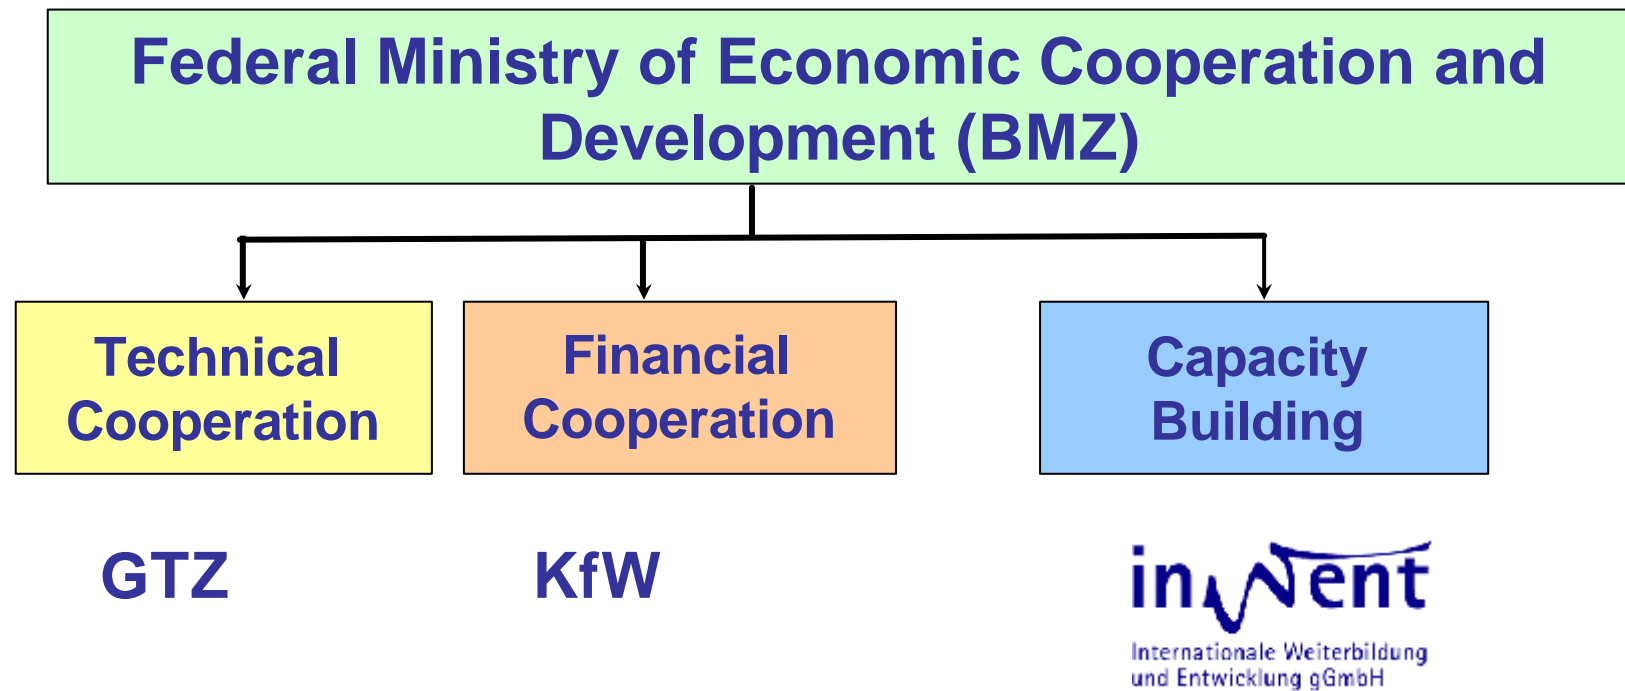 Federal Ministry of Economic Cooperation and
Development (BMZ)
Technical
Cooperation
Financial
Cooperation
Capacity
Building
GTZ
KfW
inWent
Internationale Weiterbildung
und Entwicklung gGmbH